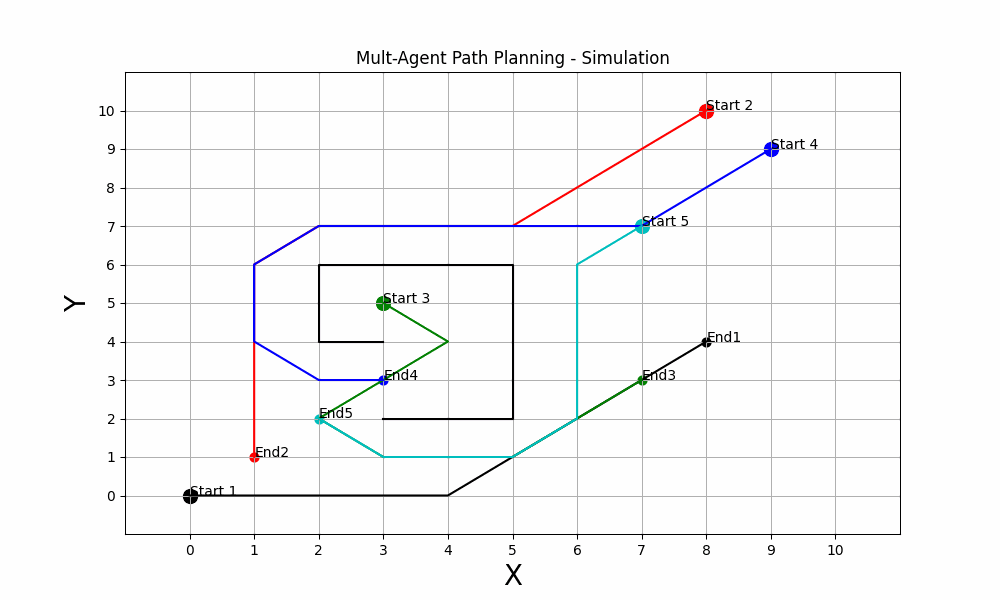 Mult-Agent Path Planning - Simulation
Y
10
9
8
7
6
5
4
3
2
1
0
Start 2
Start 4
Start 5
Start 3
End1
End4
End3
End5
End2
Start 1
0 1 2 3 4 5 6 7 8 9 10
X